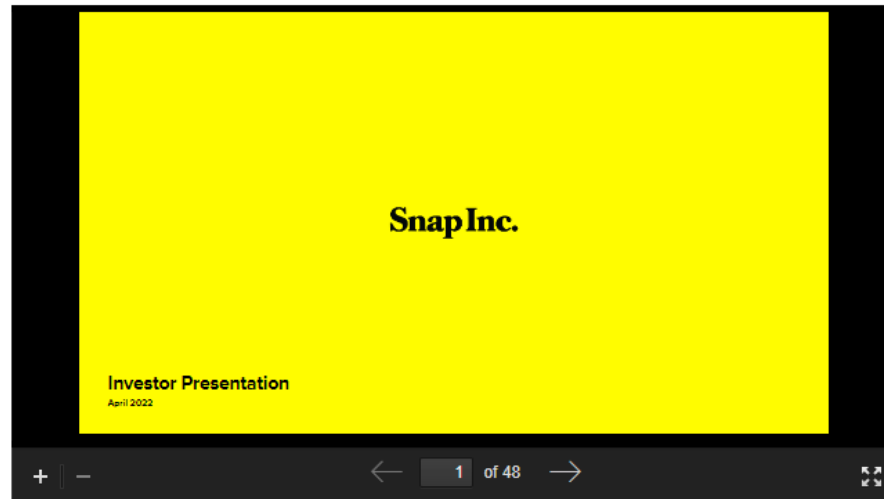 Snap Inc.
Investor Presentation
April 2022
+ − ← 1 of 48 →